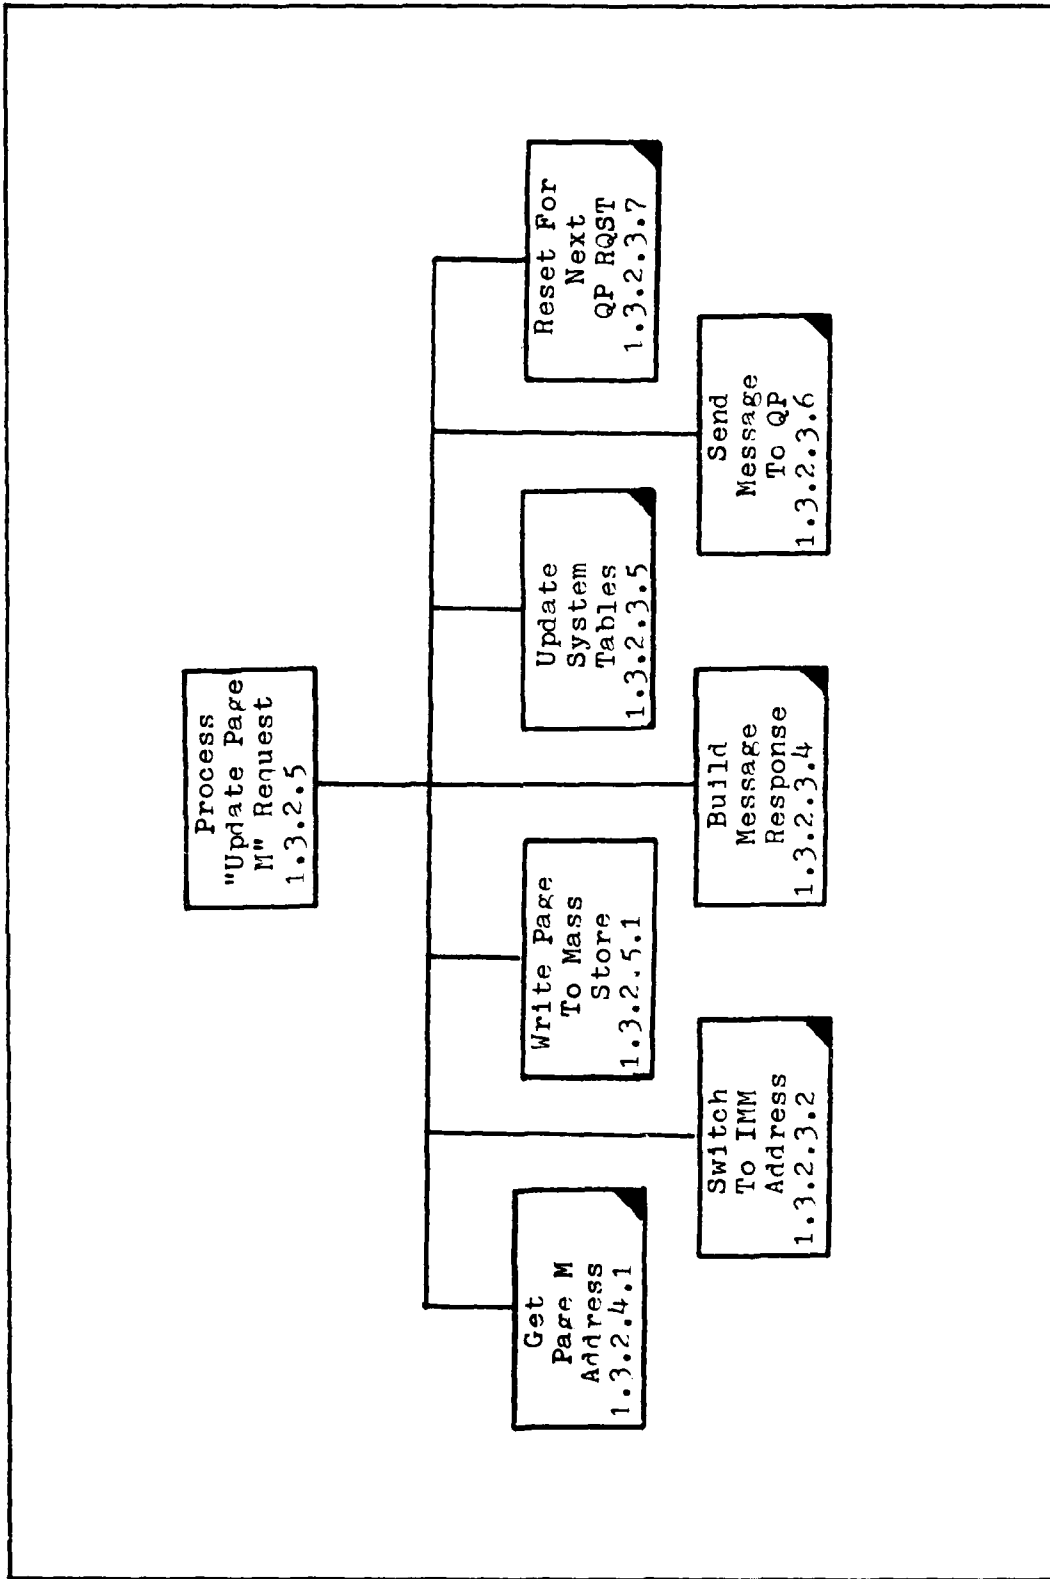 Process
"Update Page
M" Request
1.3.2.5
Get
Page M
Address
1.3.2.4.1
Switch
To IMM
Address
1.3.2.3.2
Write Page
To Mass
Store
1.3.2.5.1
Build
Message
Response
1.3.2.3.4
Update
System
Tables
1.3.2.3.5
Send
Message
To QP
1.3.2.3.6
Reset For
Next
QP RQST
1.3.2.3.7